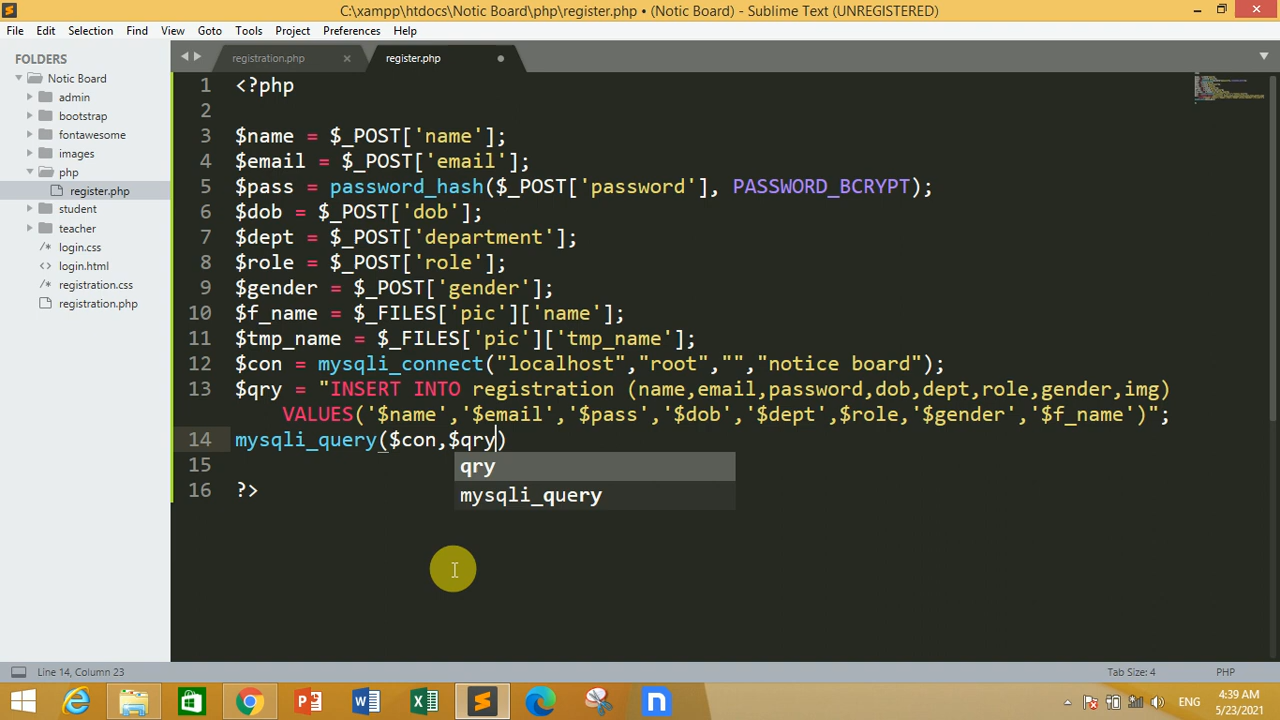 C:\xampp\htdocs\Notic Board\php\register.php • (Notic Board) - Sublime Text (UNREGISTERED)
File Edit Selection Find View Goto Tools Project Preferences Help
FOLDERS
Notic Board
admin
bootstrap
fontawesome
images
php
register.php
student
teacher
/* login.css
<> login.html
/* registration.css
<> registration.php
registration.php × register.php
1 <?php
2
3 $name = $_POST['name'];
4 $email = $_POST['email'];
5 $pass = password_hash($_POST['password'], PASSWORD_BCRYPT);
6 $dob = $_POST['dob'];
7 $dept = $_POST['department'];
8 $role = $_POST['role'];
9 $gender = $_POST['gender'];
10 $f_name = $_FILES['pic']['name'];
11 $tmp_name = $_FILES['pic']['tmp_name'];
12 $con = mysqli_connect("localhost","root","","notice board");
13 $qry = "INSERT INTO registration (name,email,password,dob,dept,role,gender,img)
VALUES('$name','$email','$pass','$dob','$dept',$role,'$gender','$f_name')";
14 mysqli_query($con,$qry)
15
16 ?>
qry
mysqli_query
Line 14, Column 23
Tab Size: 4
PHP
ENG
4:39 AM
5/23/2021